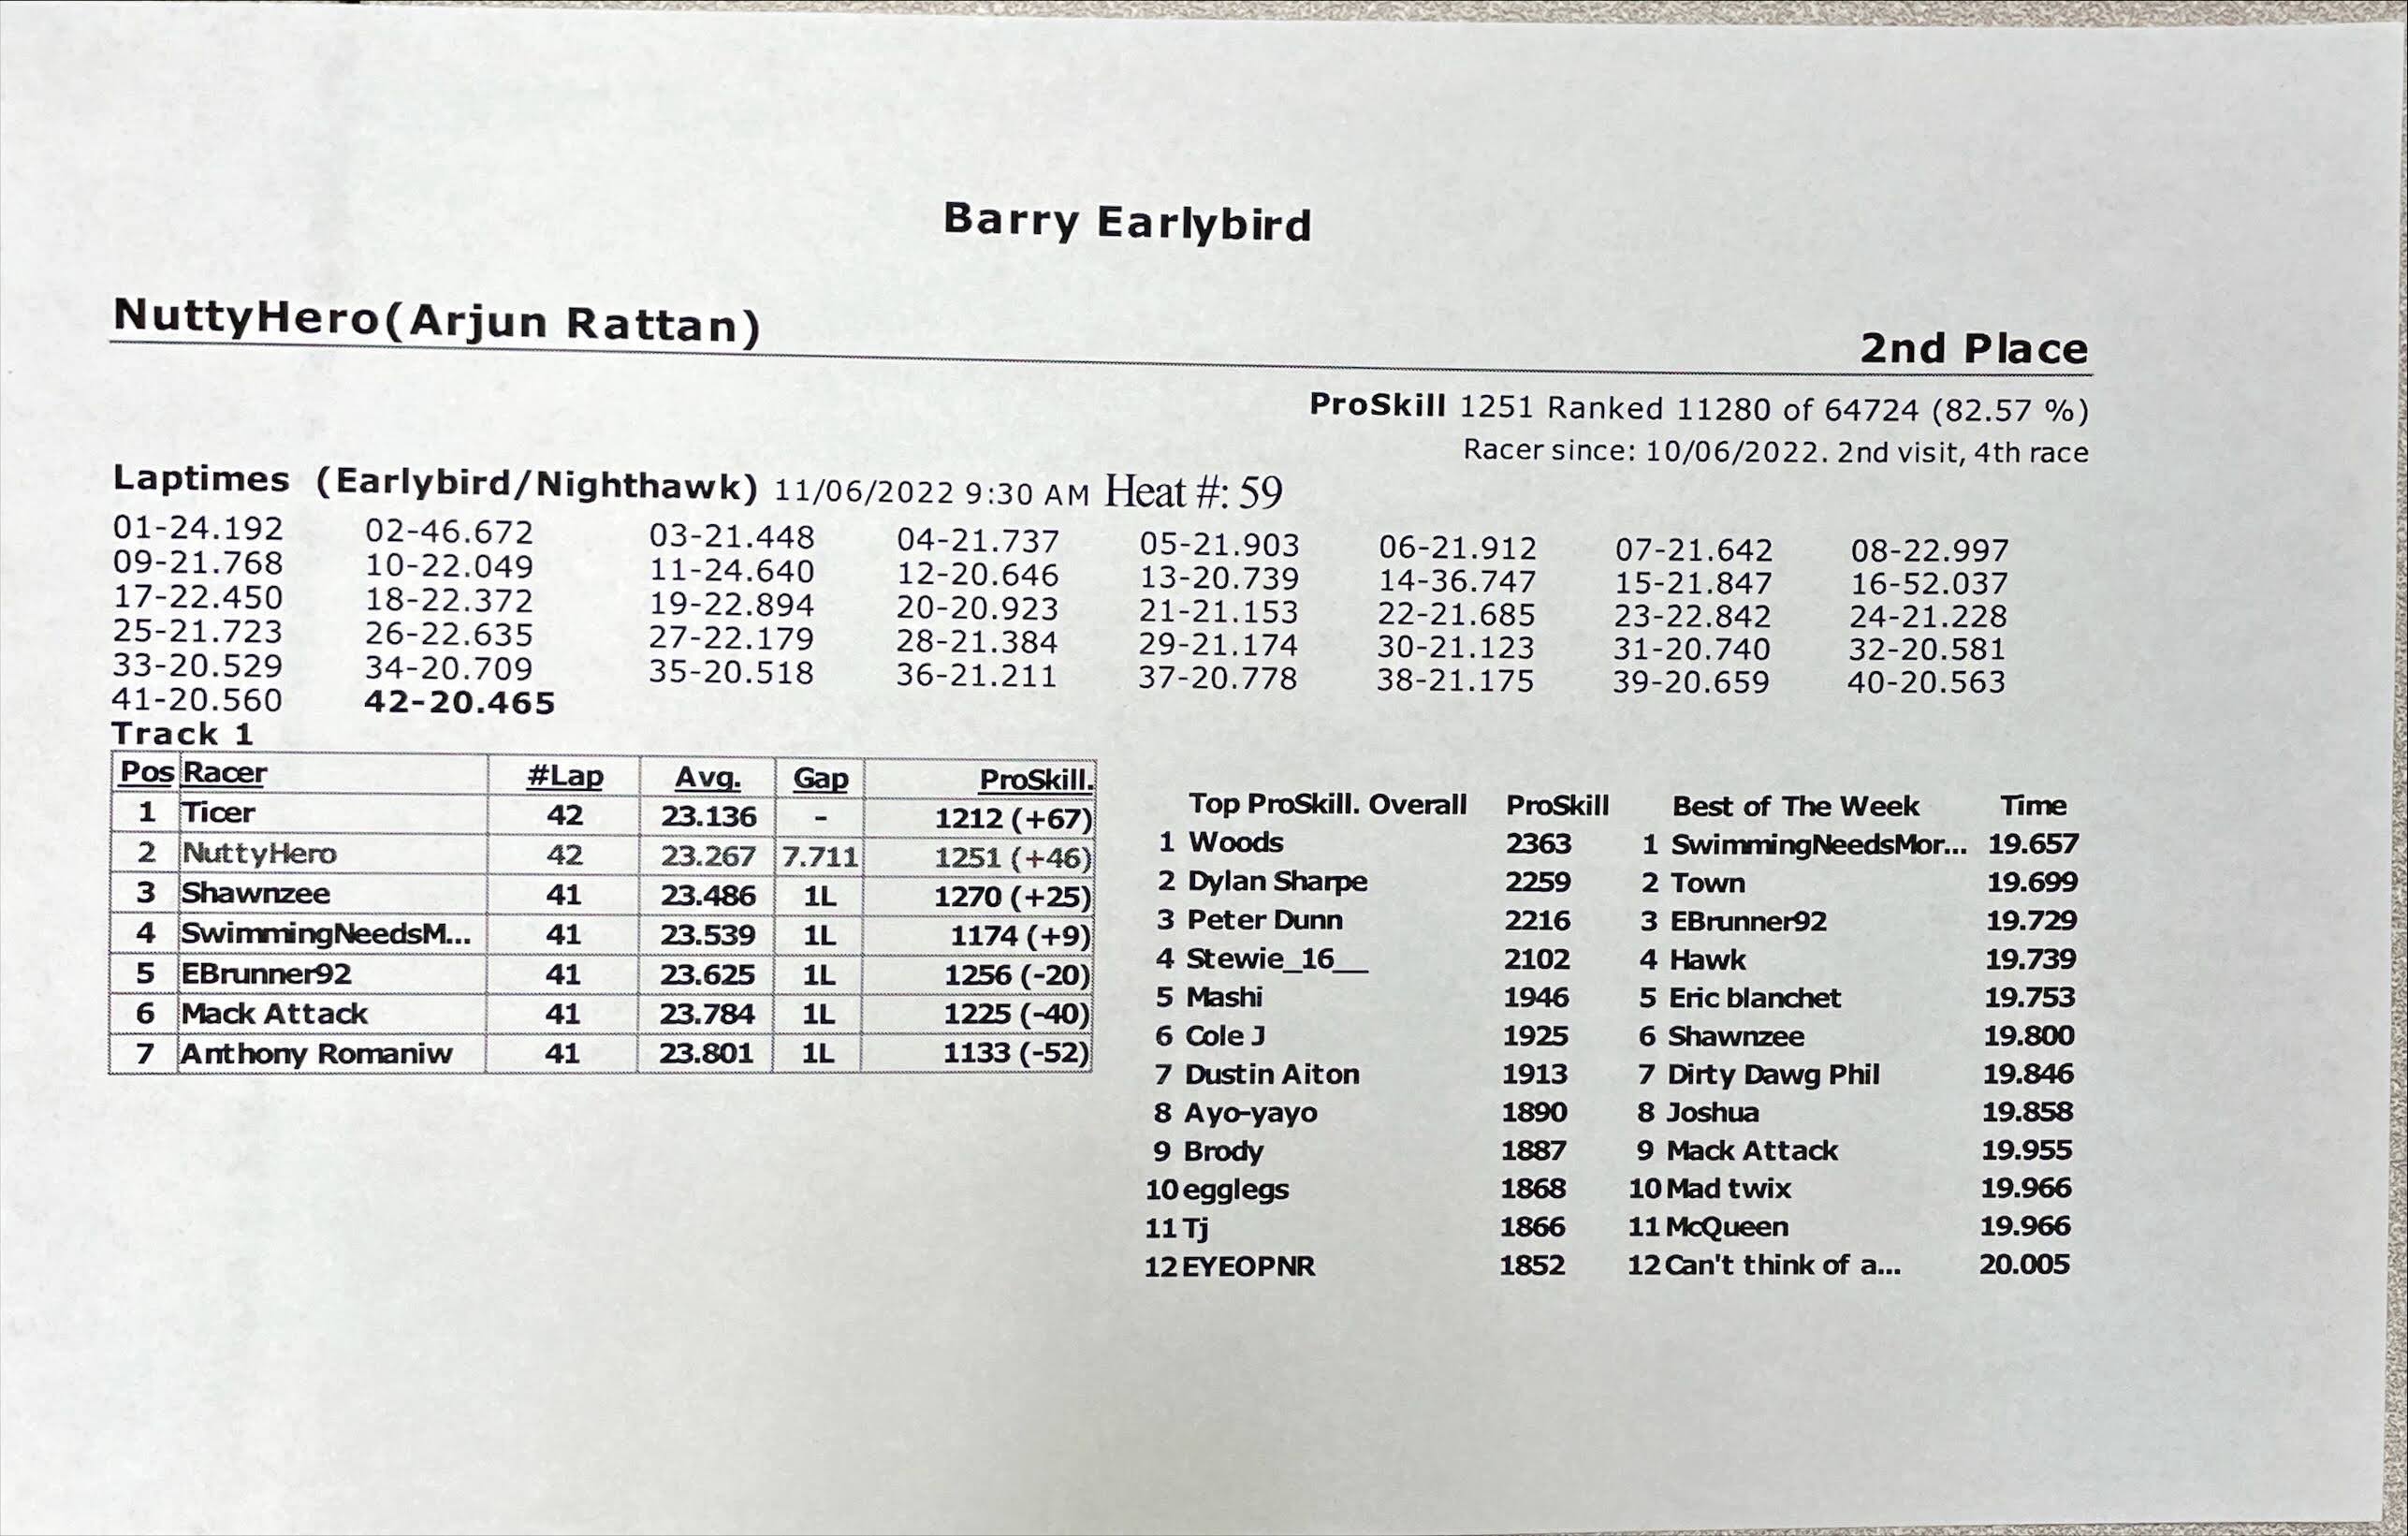 Barry Earlybird
NuttyHero(Arjun Rattan)
2nd Place
ProSkill 1251 Ranked 11280 of 64724 (82.57 %)
Racer since: 10/06/2022. 2nd visit, 4th race
Laptimes (Earlybird/Nighthawk) 11/06/2022 9:30 AM Heat #: 59
01-24.192 02-46.672 03-21.448 04-21.737 05-21.903 06-21.912 07-21.642 08-22.997
09-21.768 10-22.049 11-24.640 12-20.646 13-20.739 14-36.747 15-21.847 16-52.037
17-22.450 18-22.372 19-22.894 20-20.923 21-21.153 22-21.685 23-22.842 24-21.228
25-21.723 26-22.635 27-22.179 28-21.384 29-21.174 30-21.123 31-20.740 32-20.581
33-20.529 34-20.709 35-20.518 36-21.211 37-20.778 38-21.175 39-20.659 40-20.563
41-20.560 42-20.465
Track 1
Pos Racer #Lap Avg. Gap ProSkill.
1 Ticer 42 23.136 - 1212 (+67)
2 NuttyHero 42 23.267 7.711 1251 (+46)
3 Shawnzee 41 23.486 1L 1270 (+25)
4 SwimmingNeedsM... 41 23.539 1L 1174 (+9)
5 EBrunner92 41 23.625 1L 1256 (-20)
6 Mack Attack 41 23.784 1L 1225 (-40)
7 Anthony Romaniw 41 23.801 1L 1133 (-52)
Top ProSkill. Overall ProSkill
1 Woods 2363
2 Dylan Sharpe 2259
3 Peter Dunn 2216
4 Stewie_16__ 2102
5 Mashi 1946
6 Cole J 1925
7 Dustin Aiton 1913
8 Ayo-yayo 1890
9 Brody 1887
10 egglegs 1868
11 Tj 1866
12 EYEOPNR 1852
Best of The Week Time
1 SwimmingNeedsMor... 19.657
2 Town 19.699
3 EBrunner92 19.729
4 Hawk 19.739
5 Eric blanchet 19.753
6 Shawnzee 19.800
7 Dirty Dawg Phil 19.846
8 Joshua 19.858
9 Mack Attack 19.955
10 Mad twix 19.966
11 McQueen 19.966
12 Can't think of a... 20.005